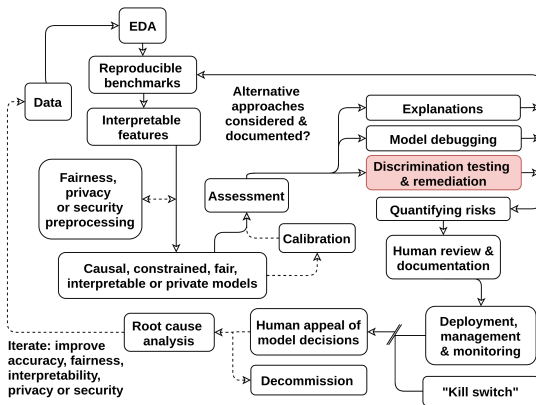 EDA
Reproducible
benchmarks
Data
Interpretable
features
Alternative
approaches
considered &
documented?
Explanations
Model debugging
Discrimination testing
& remediation
Fairness,
privacy
or security
preprocessing
Assessment
Quantifying risks
Calibration
Human review &
documentation
Causal, constrained, fair,
interpretable or private models
Root cause
analysis
Human appeal of
model decisions
Deployment,
management
& monitoring
Iterate: improve
accuracy, fairness,
interpretability,
privacy or security
Decommission
"Kill switch"